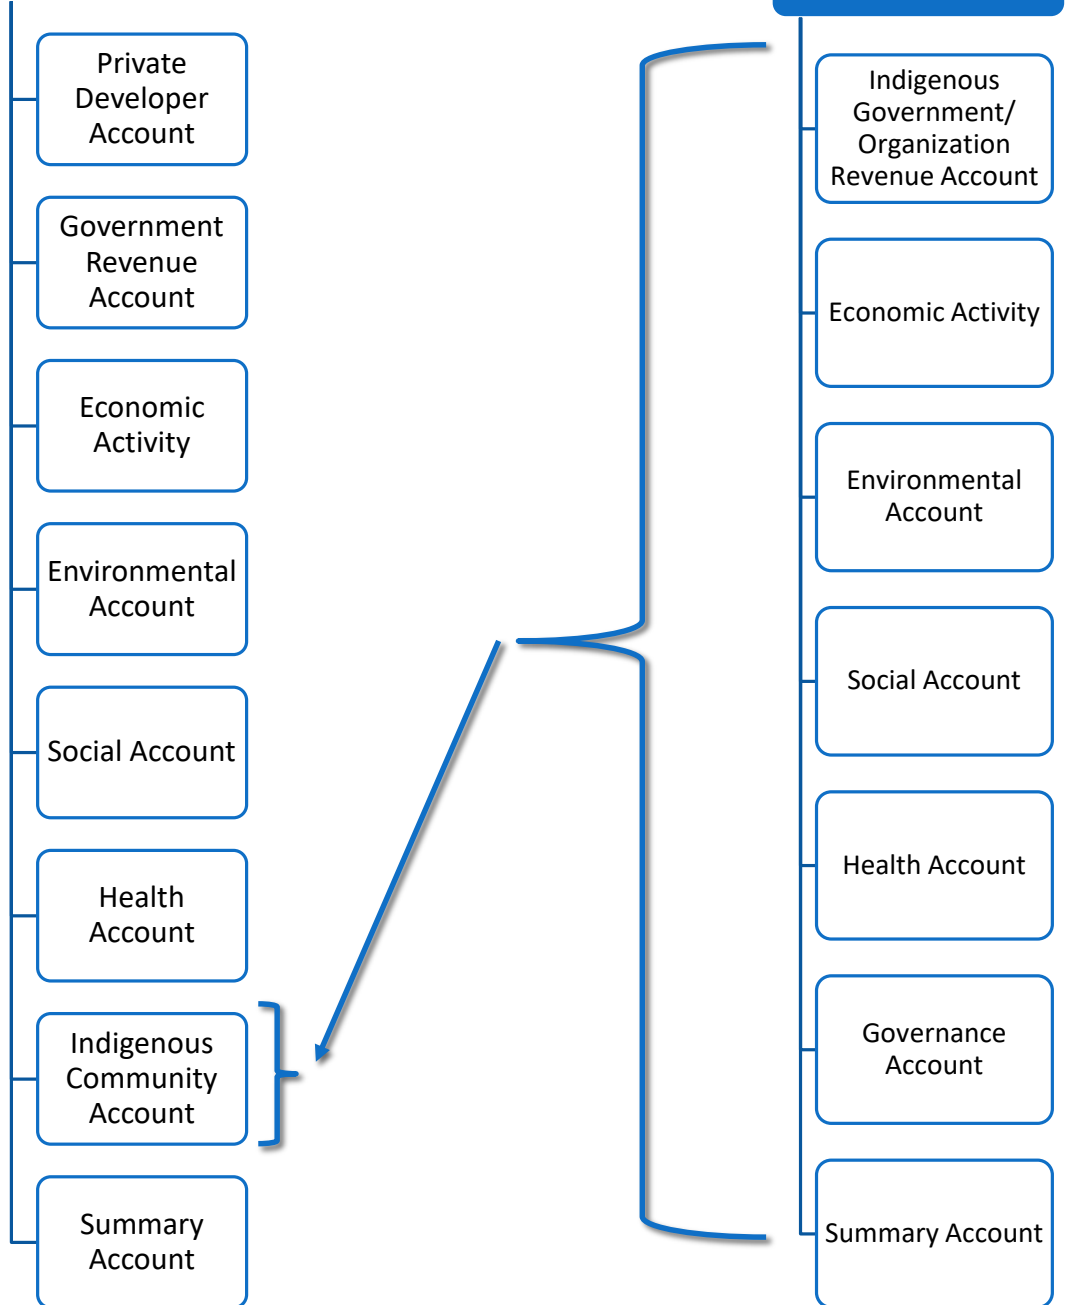 Private
Developer
Account
Government
Revenue
Account
Economic
Activity
Environmental
Account
Social Account
Health
Account
Indigenous
Community
Account
Summary
Account
Indigenous
Government/
Organization
Revenue Account
Economic Activity
Environmental
Account
Social Account
Health Account
Governance
Account
Summary Account